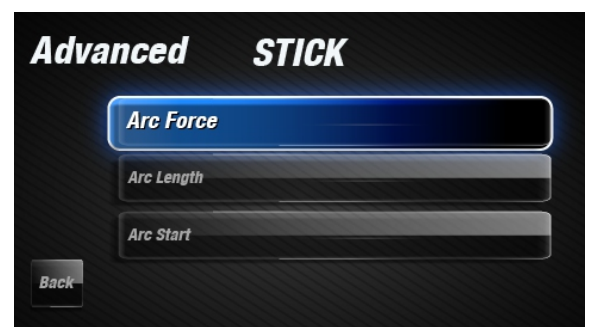 Advanced STICK
Arc Force
Arc Length
Arc Start
Back